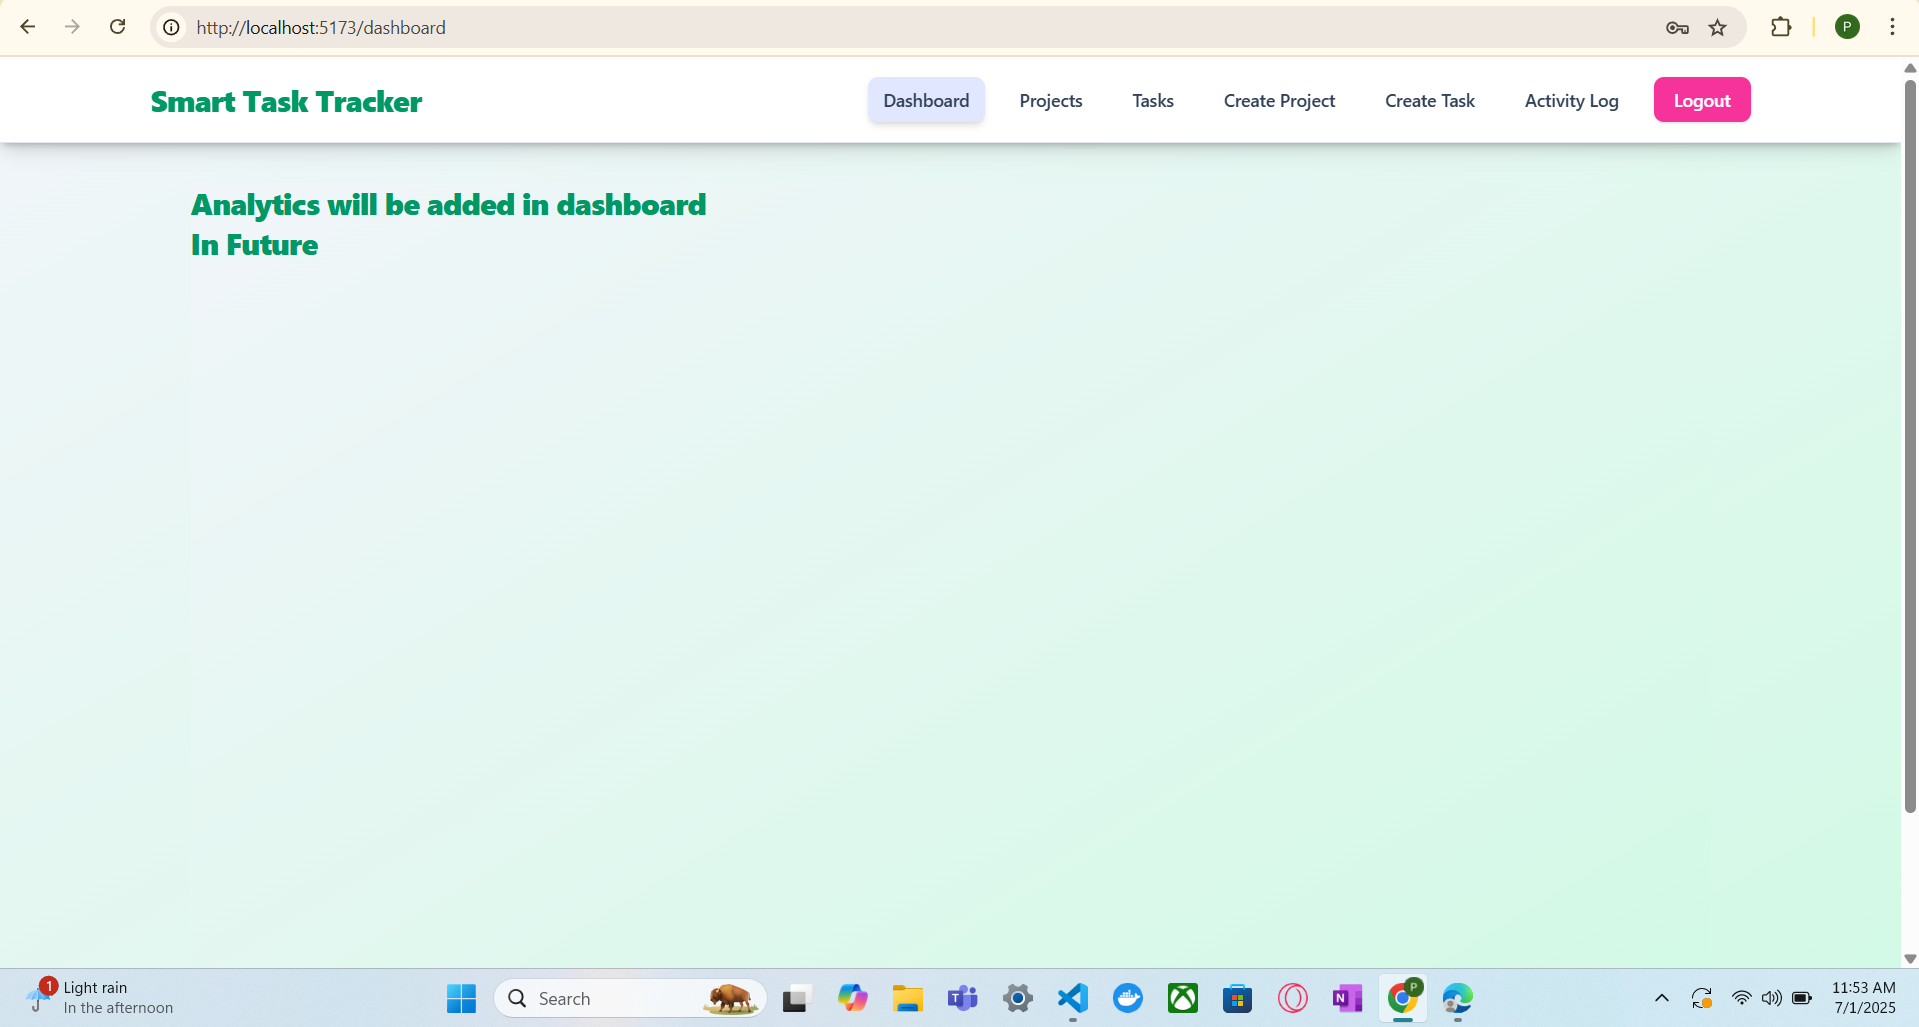 http://localhost:5173/dashboard
P
Smart Task Tracker
Dashboard
Projects
Tasks
Create Project
Create Task
Activity Log
Logout
Analytics will be added in dashboard
In Future
1
Light rain
In the afternoon
Search
T
N
P
11:53 AM
7/1/2025